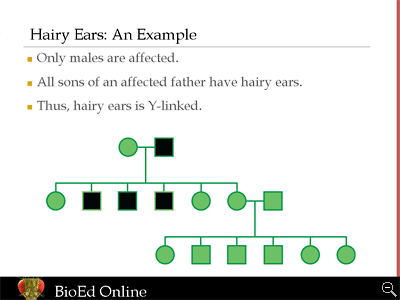 Hairy Ears: An Example
Only males are affected.
All sons of an affected father have hairy ears.
Thus, hairy ears is Y-linked.
BioEd Online